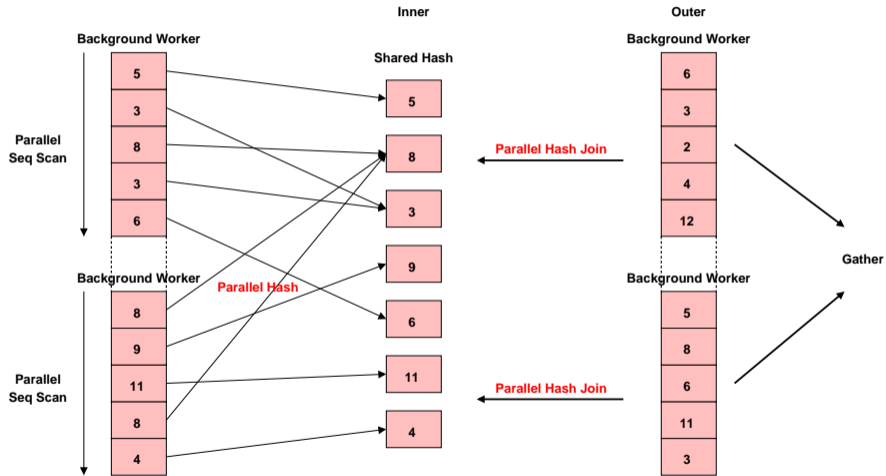 Inner
Outer
Background Worker
Background Worker
Shared Hash
5
3
8
3
6
Parallel
Seq Scan
5
8
3
9
6
11
4
Parallel Hash Join
6
3
2
4
12
Gather
Background Worker
Background Worker
Parallel Hash
8
9
11
8
4
Parallel
Seq Scan
Parallel Hash Join
5
8
6
11
3